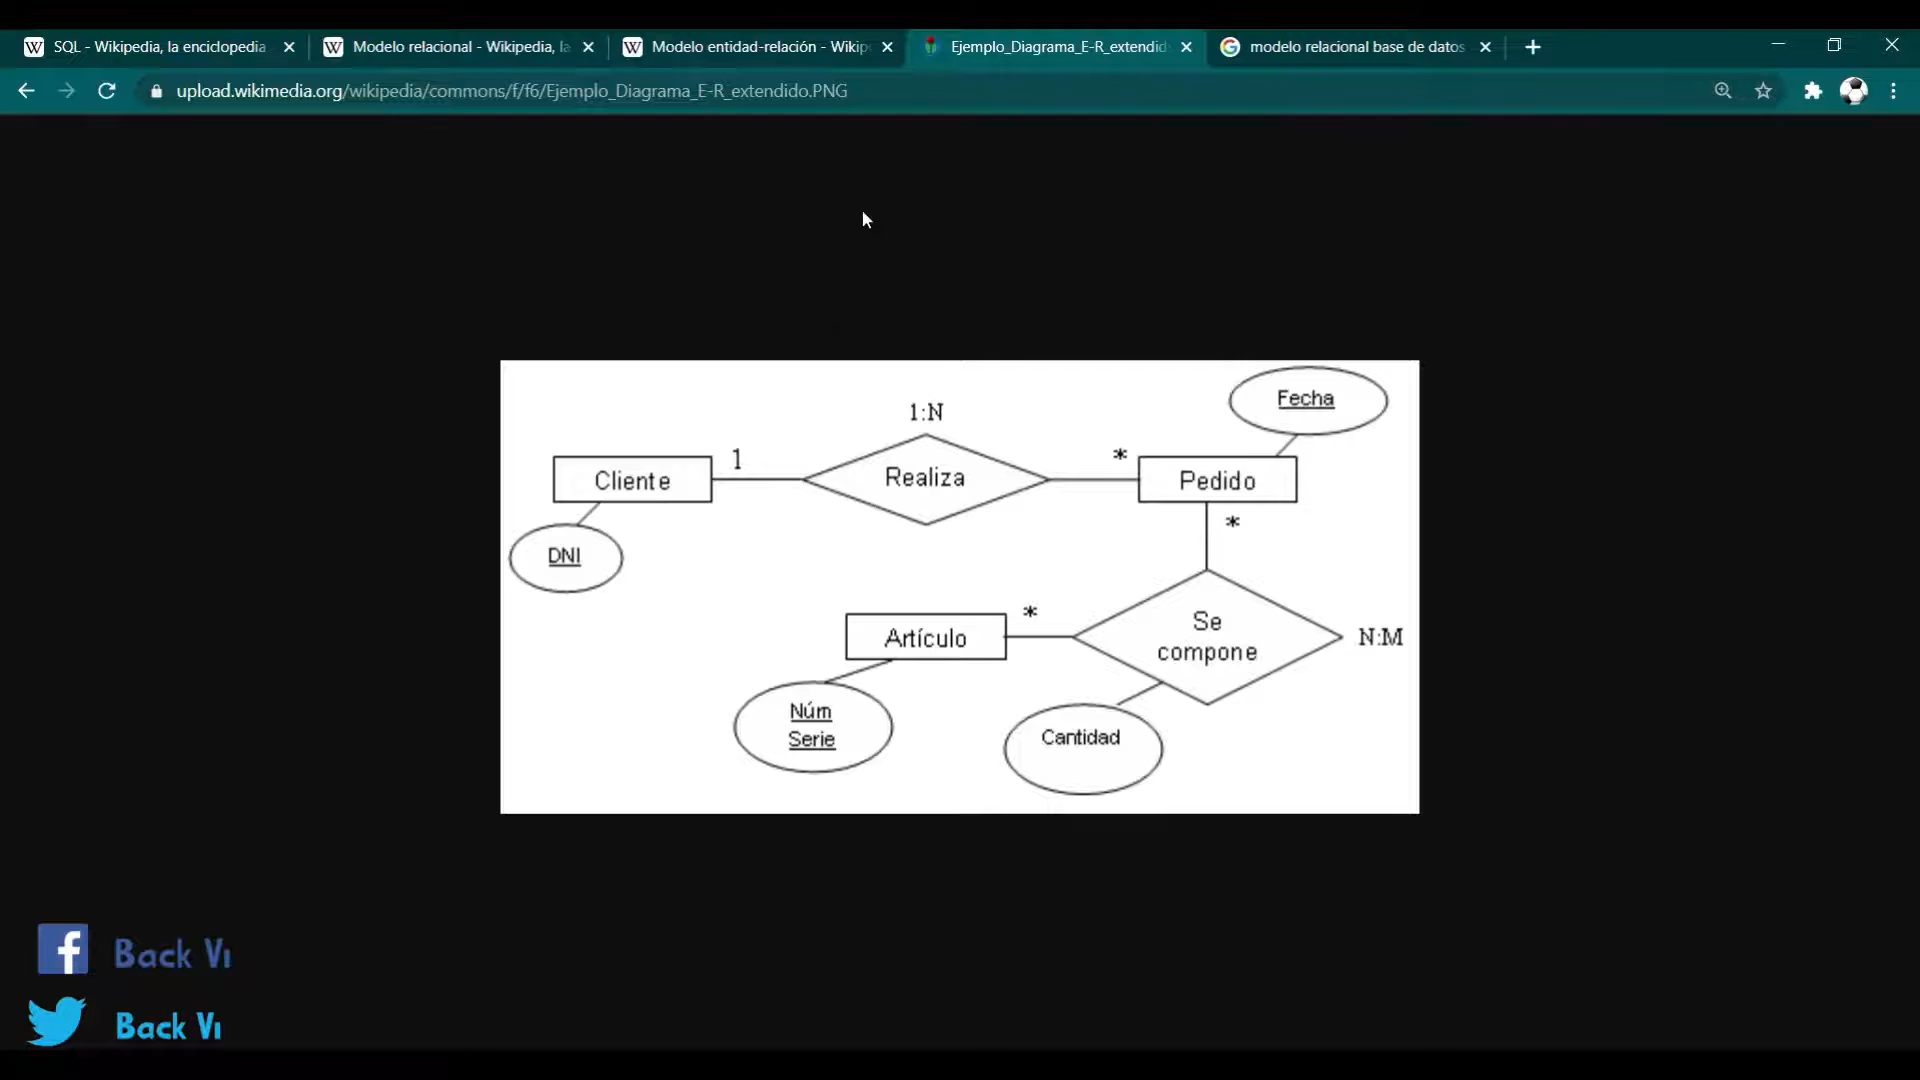 SQL - Wikipedia, la enciclopedia
Modelo relacional - Wikipedia, la
Modelo entidad-relación - Wikip
Ejemplo_Diagrama_E-R_extendid
modelo relacional base de datos
upload.wikimedia.org/wikipedia/commons/f/f6/Ejemplo_Diagrama_E-R_extendido.PNG
Fecha
1:N
Cliente
1
Realiza
*
Pedido
*
DNI
Artículo
*
Se
compone
N:M
Núm
Serie
Cantidad
Back Vi
Back Vi